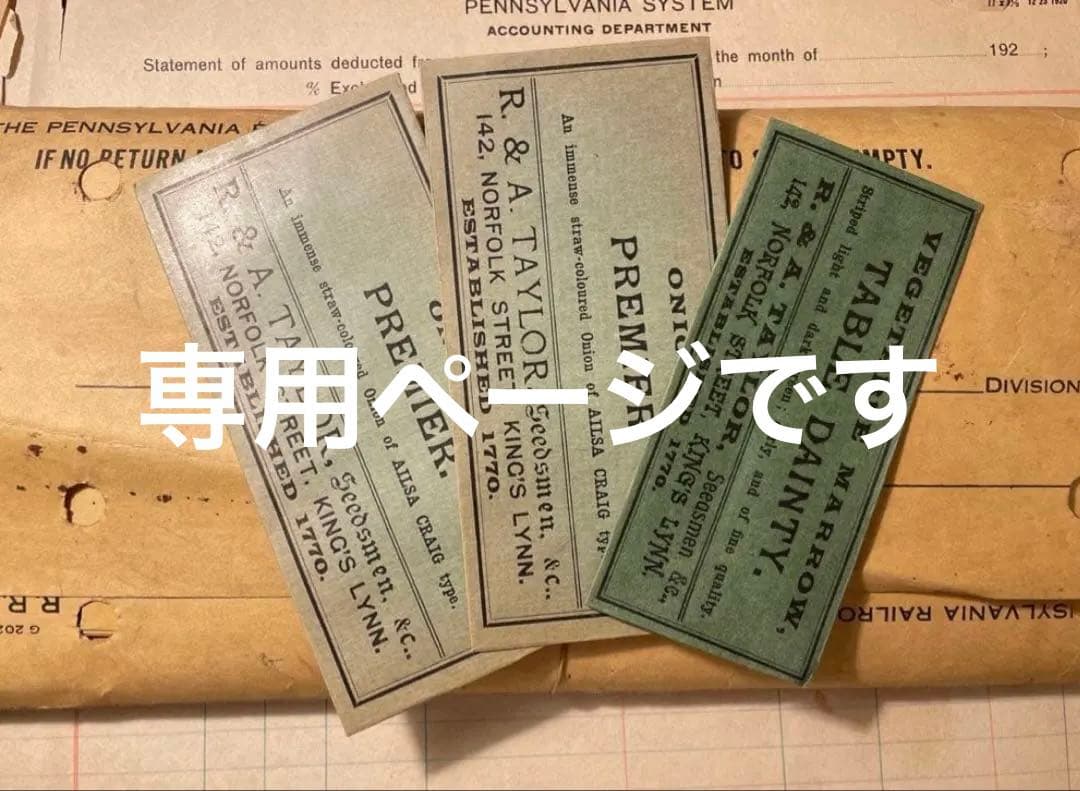 PENNSYLVANIA SYSTEM
ACCOUNTING DEPARTMENT
Statement of amounts deducted
the month of
192 ;
%
THE PENNSYLVANIA
IF NO RETURN
MPTY.
DIVISION
R.R.
SYLVANIA RAILRO
ONION
PREMIER.
An immense straw-coloured Onion of AILSA CRAIG type.
R. & A. TAYLOR, Seedsmen, &c.,
142, NORFOLK STREET, KING'S LYNN.
ESTABLISHED 1770.
PREMIER
An immense straw-coloured Onion of AILSA CRAIG typ
R. & A. TAYLOR, Seedsmen, &c.,
142, NORFOLK STREET, KING'S LYNN.
ESTABLISHED 1770.
VEGETABLE MARROW,
TABLE DAINTY.
Striped light and dark green; and of fine quality.
R. & A. TAYLOR, Seedsmen &c.,
142, NORFOLK STREET, KING'S LYNN.
ESTABLISHED 1770.
専用ページです